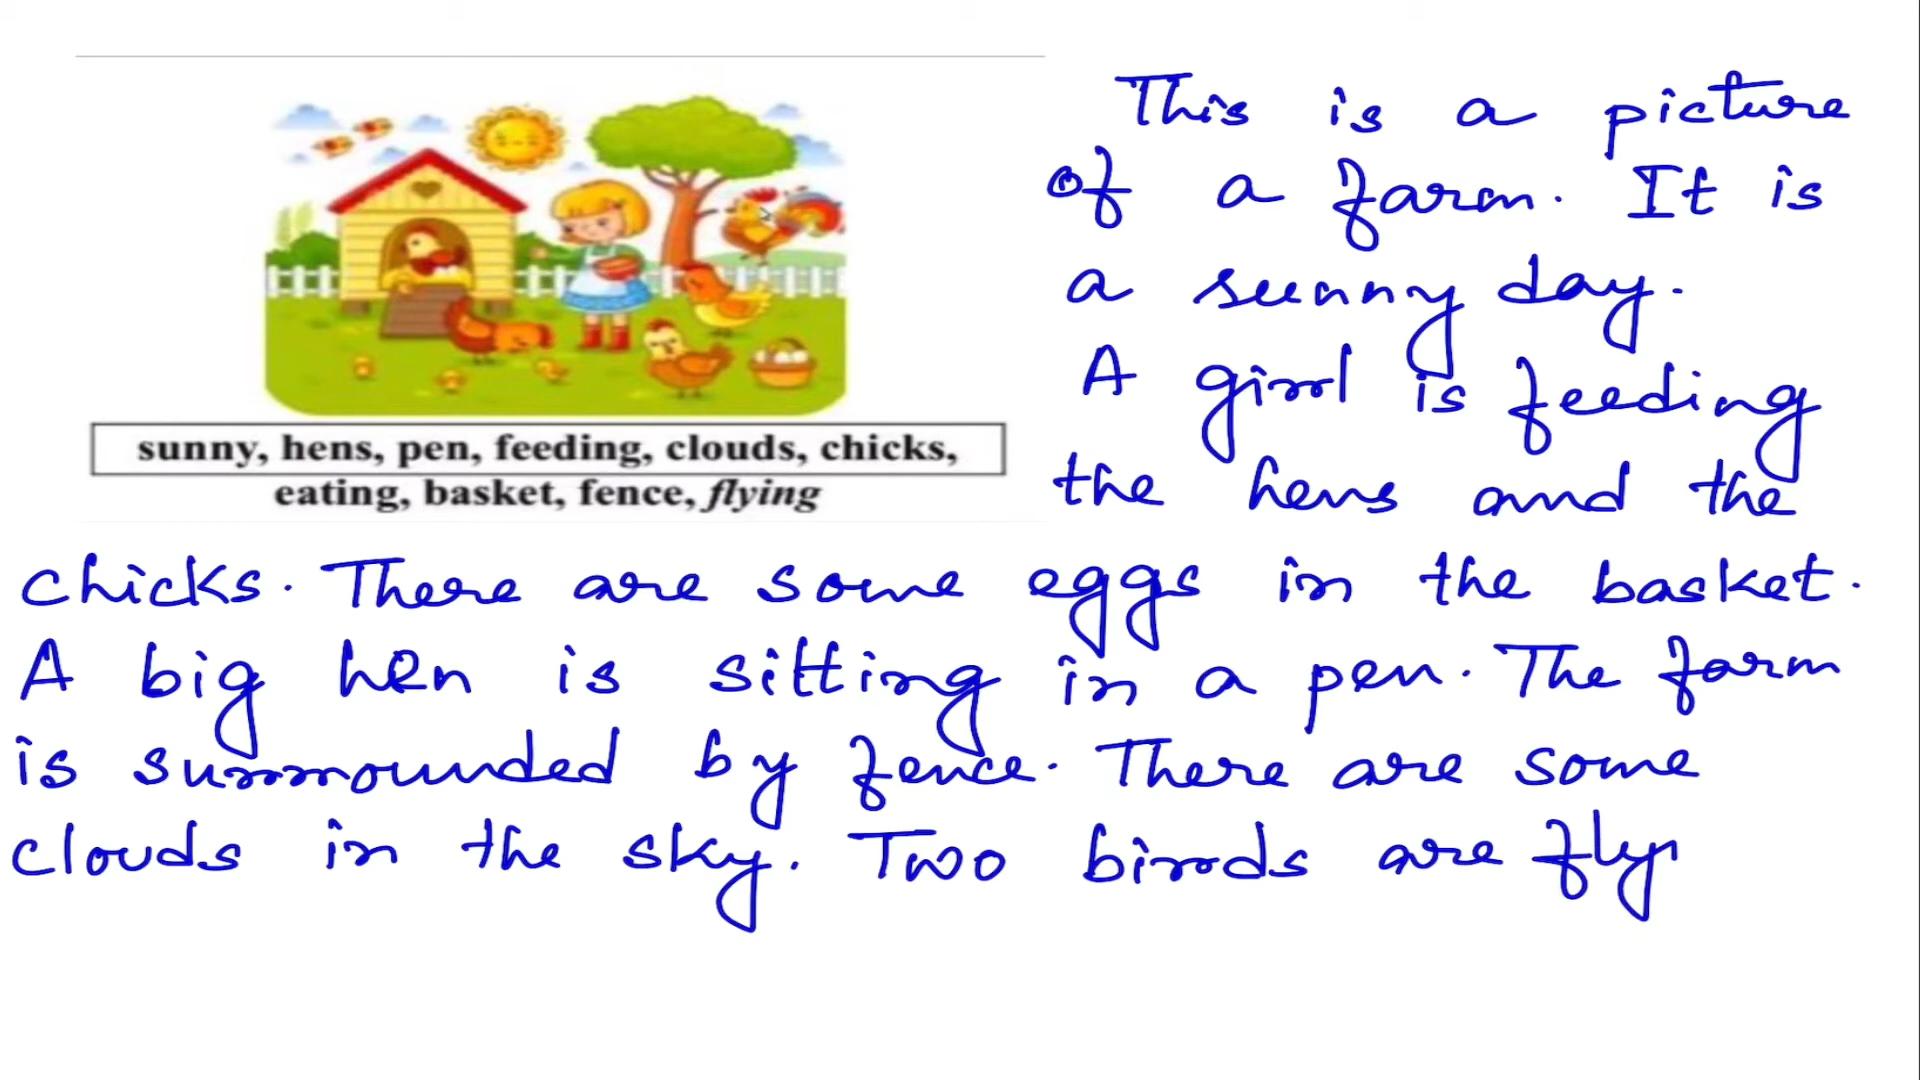 This is a picture
of a farm. It is
a sunny day.
A girl is feeding
sunny, hens, pen, feeding, clouds, chicks,
eating, basket, fence, flying
the hens and the
chicks. There are some eggs in the basket.
A big hen is sitting in a pen. The farm
is surrounded by fence. There are some
clouds in the sky. Two birds are fly